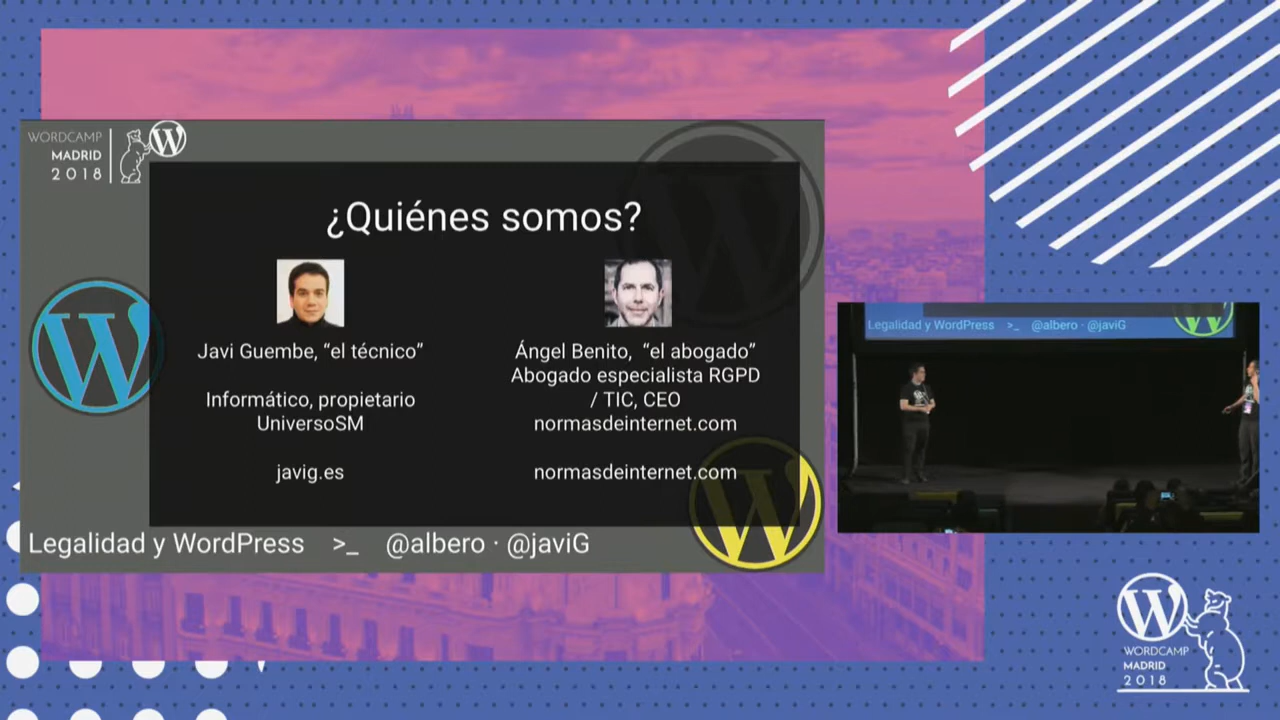 WORDCAMP
MADRID
2018
¿Quiénes somos?
Javi Guembe, “el técnico”
Informático, propietario
UniversoSM
javig.es
Ángel Benito, “el abogado”
Abogado especialista RGPD
/ TIC, CEO
normasdeinternet.com
normasdeinternet.com
Legalidad y WordPress >_ @albero · @javiG
Legalidad y WordPress >_ @albero · @javiG
WORDCAMP
MADRID
2018